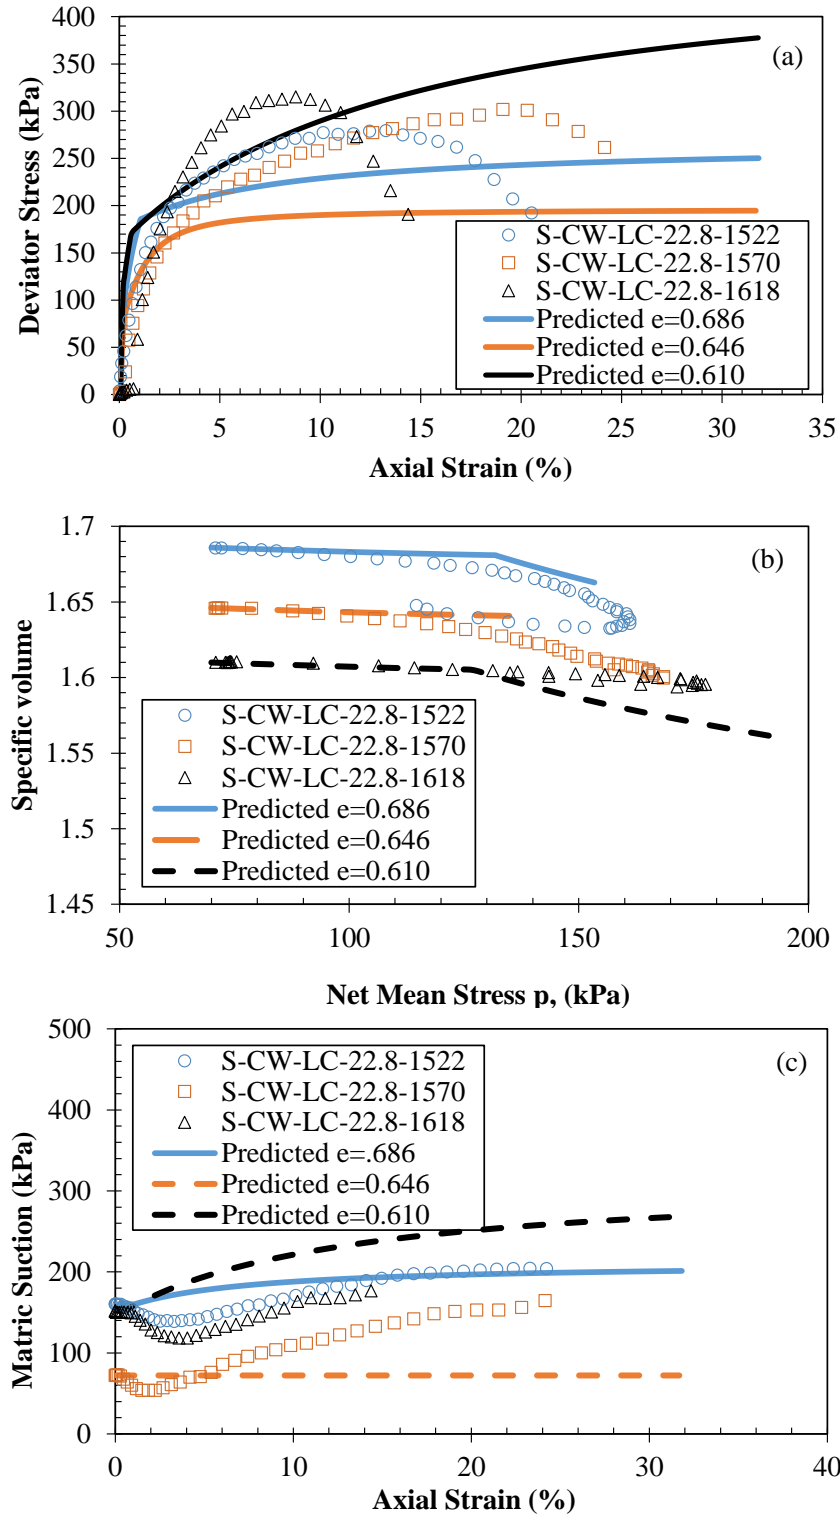 400
350
300
250
200
150
100
50
0
Deviator Stress (kPa)
(a)
S-CW-LC-22.8-1522
S-CW-LC-22.8-1570
S-CW-LC-22.8-1618
Predicted e=0.686
Predicted e=0.646
Predicted e=0.610
0 5 10 15 20 25 30 35
Axial Strain (%)
1.7
1.65
1.6
1.55
1.5
1.45
Specific volume
(b)
S-CW-LC-22.8-1522
S-CW-LC-22.8-1570
S-CW-LC-22.8-1618
Predicted e=0.686
Predicted e=0.646
Predicted e=0.610
50 100 150 200
Net Mean Stress p, (kPa)
500
400
300
200
100
0
Matric Suction (kPa)
(c)
S-CW-LC-22.8-1522
S-CW-LC-22.8-1570
S-CW-LC-22.8-1618
Predicted e=.686
Predicted e=0.646
Predicted e=0.610
0 10 20 30 40
Axial Strain (%)